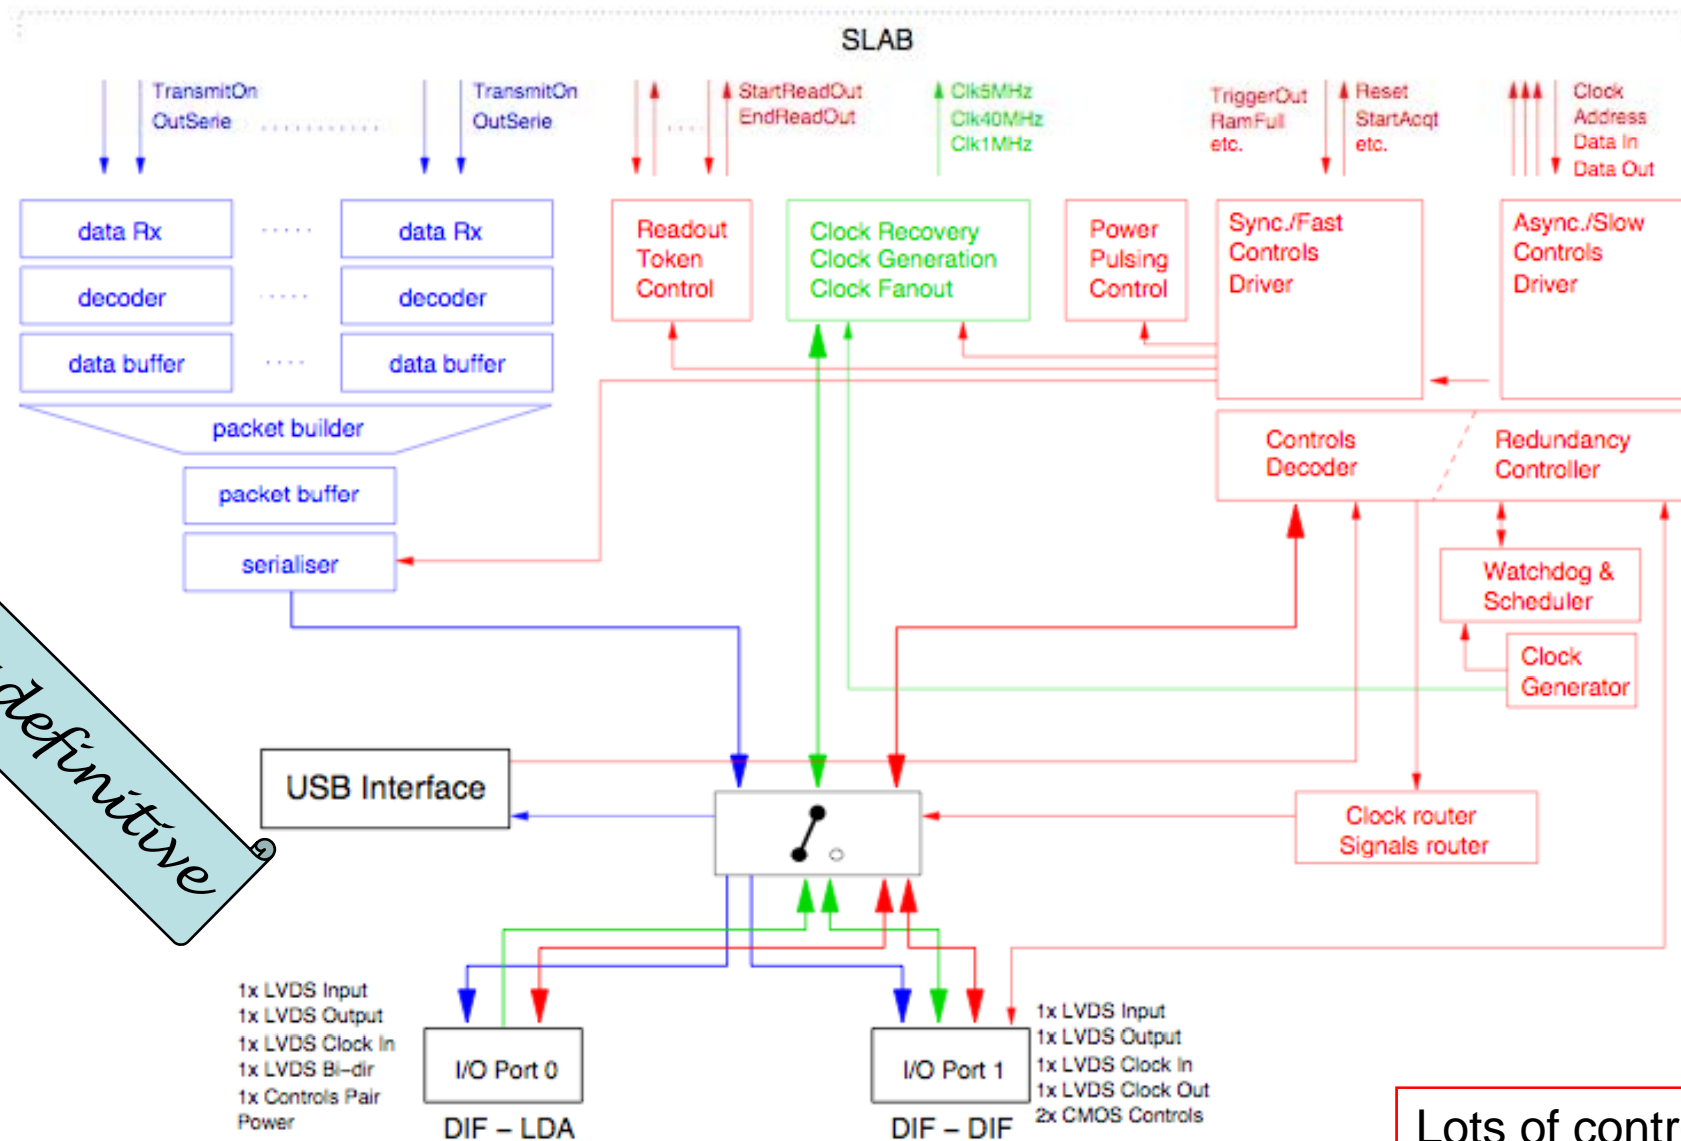 SLAB
TransmitOn
OutSerie
TransmitOn
OutSerie
StartReadOut
EndReadOut
Clk5MHz
Clk40MHz
Clk1MHz
TriggerOut
RamFull
etc.
Reset
StartAcqt
etc.
Clock
Address
Data In
Data Out
data Rx
data Rx
decoder
decoder
data buffer
data buffer
packet builder
packet buffer
serialiser
Readout
Token
Control
Clock Recovery
Clock Generation
Clock Fanout
Power
Pulsing
Control
Sync./Fast
Controls
Driver
Async./Slow
Controls
Driver
Controls
Decoder
Redundancy
Controller
Watchdog &
Scheduler
Clock
Generator
definitive
USB Interface
Clock router
Signals router
1x LVDS Input
1x LVDS Output
1x LVDS Clock In
1x LVDS Bi-dir
1x Controls Pair
Power
I/O Port 0
DIF – LDA
I/O Port 1
DIF – DIF
1x LVDS Input
1x LVDS Output
1x LVDS Clock In
1x LVDS Clock Out
2x CMOS Controls
Lots of contr